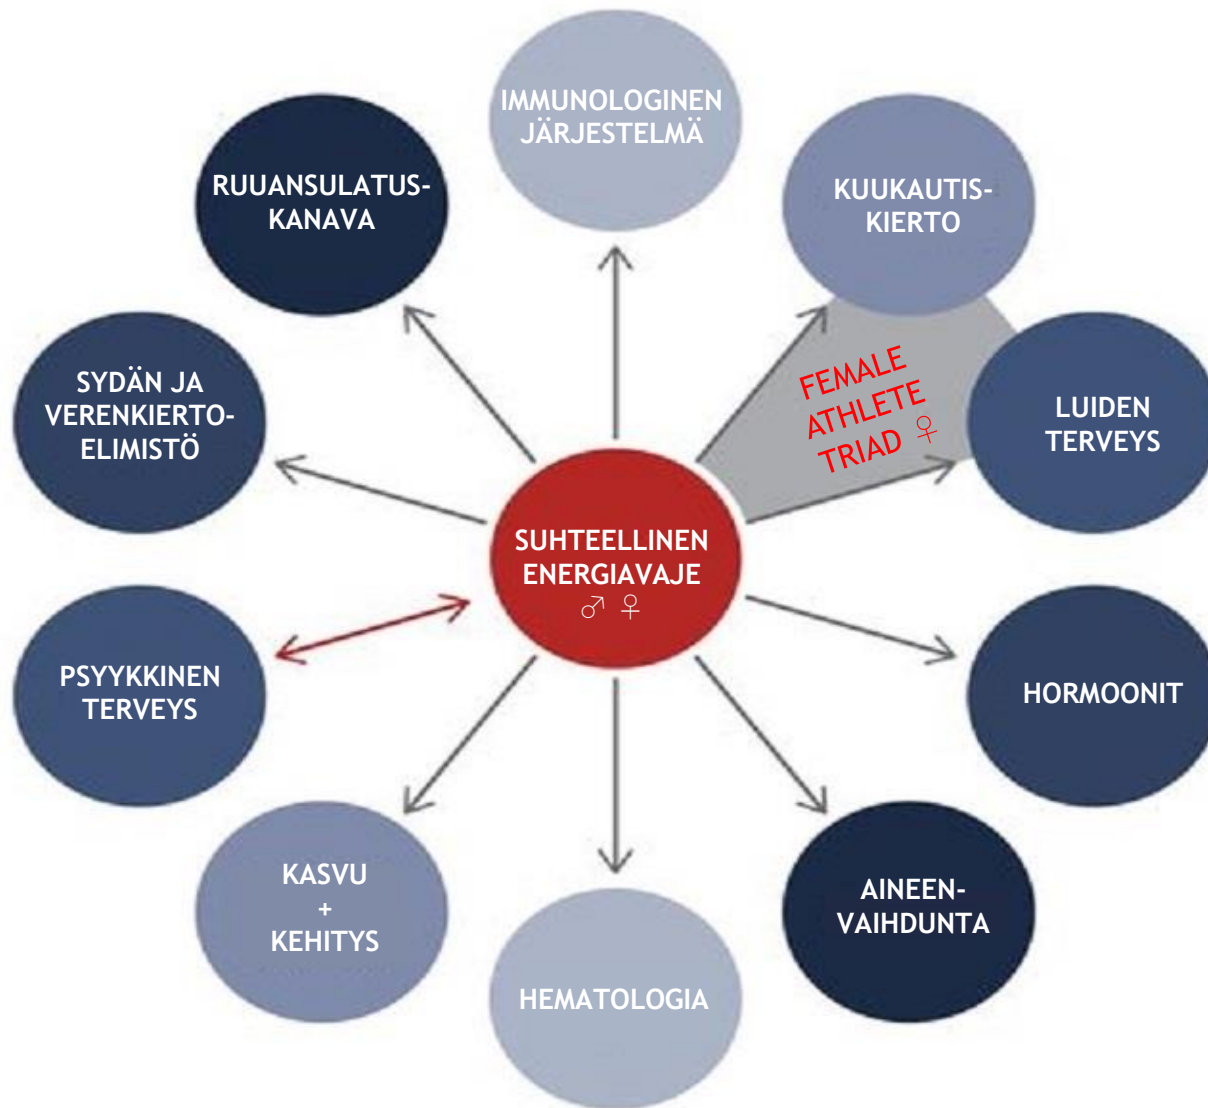 IMMUNOLOGINEN
JÄRJESTELMÄ
RUUANSULATUS-
KANAVA
KUUKAUTIS-
KIERTO
SYDÄN JA
VERENKIERTO-
ELIMISTÖ
FEMALE
ATHLETE
TRIAD ♀
LUIDEN
TERVEYS
SUHTEELLINEN
ENERGIAVAJE
♂ ♀
PSYYKKINEN
TERVEYS
HORMOONIT
KASVU
+
KEHITYS
AINEEN-
VAIHDUNTA
HEMATOLOGIA